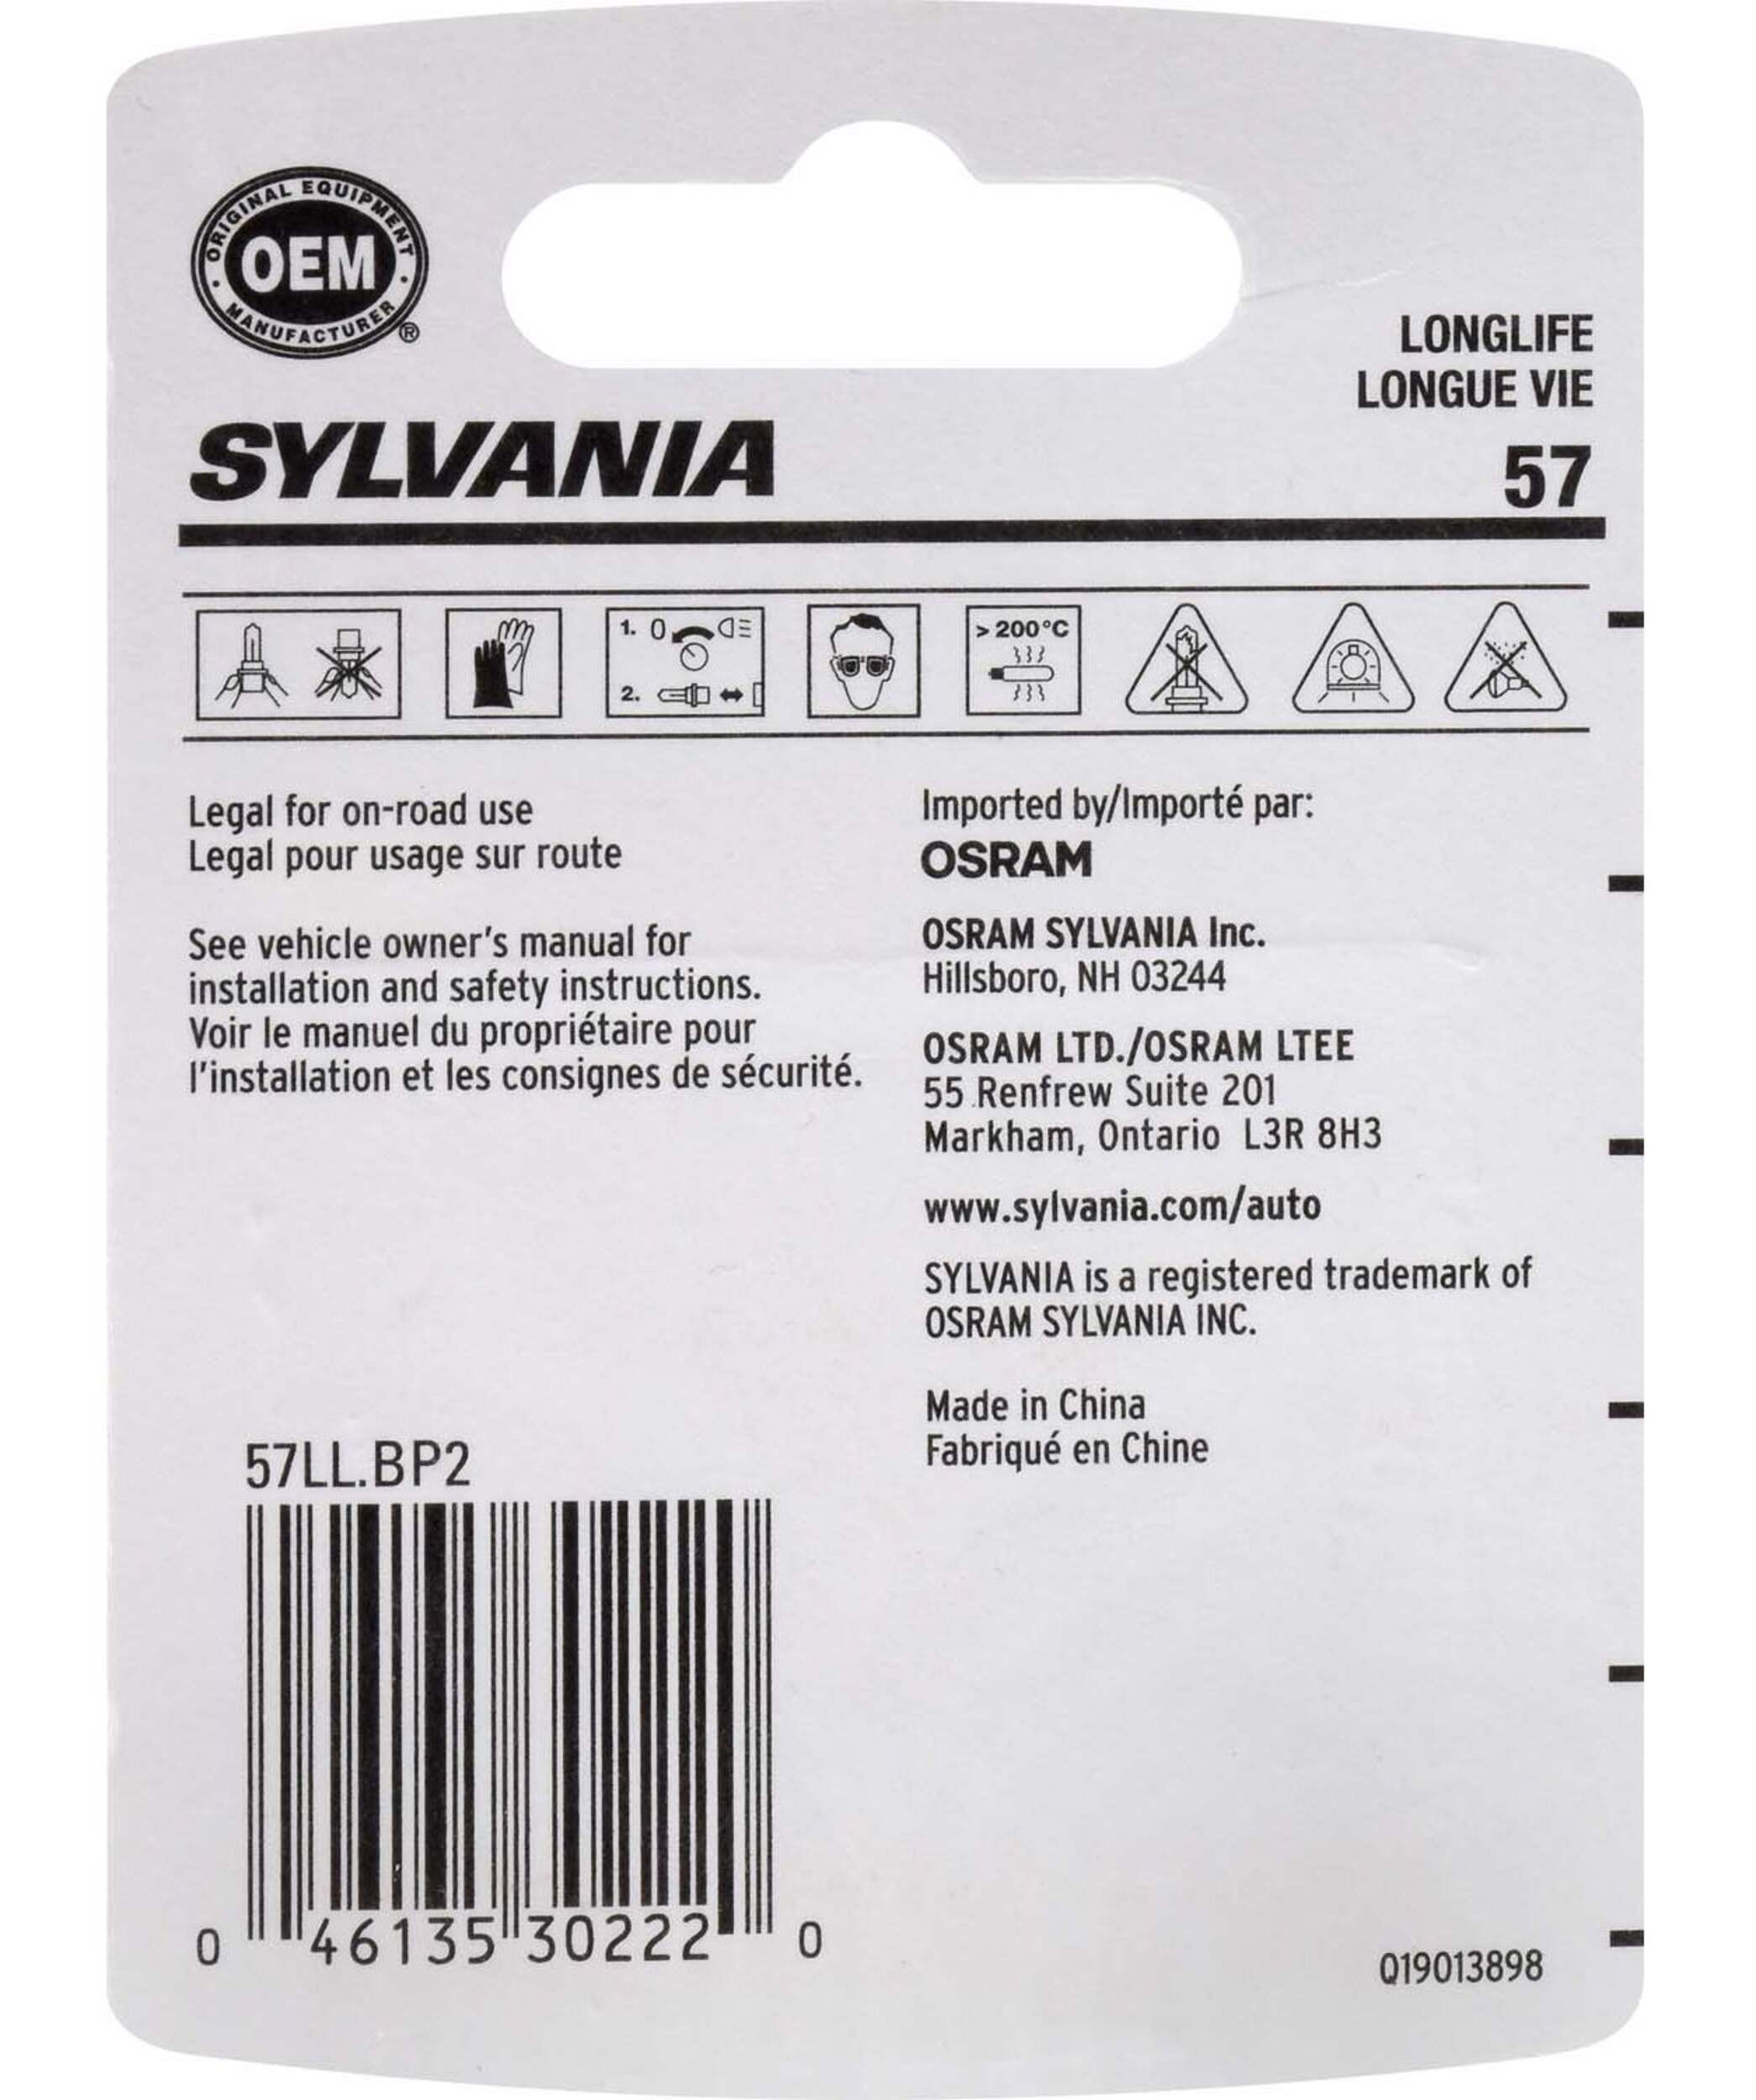 ORIGINAL EQUIPMENT
OEM
MANUFACTURER ®
LONGLIFE
LONGUE VIE
SYLVANIA
57
1. 0
2.
> 200°C
Legal for on-road use
Legal pour usage sur route
See vehicle owner's manual for
installation and safety instructions.
Voir le manuel du propriétaire pour
l'installation et les consignes de sécurité.
Imported by/Importé par:
OSRAM
OSRAM SYLVANIA Inc.
Hillsboro, NH 03244
OSRAM LTD./OSRAM LTEE
55 Renfrew Suite 201
Markham, Ontario L3R 8H3
www.sylvania.com/auto
SYLVANIA is a registered trademark of
OSRAM SYLVANIA INC.
Made in China
Fabriqué en Chine
57LL.BP2
0 46135 30222 0
Q19013898